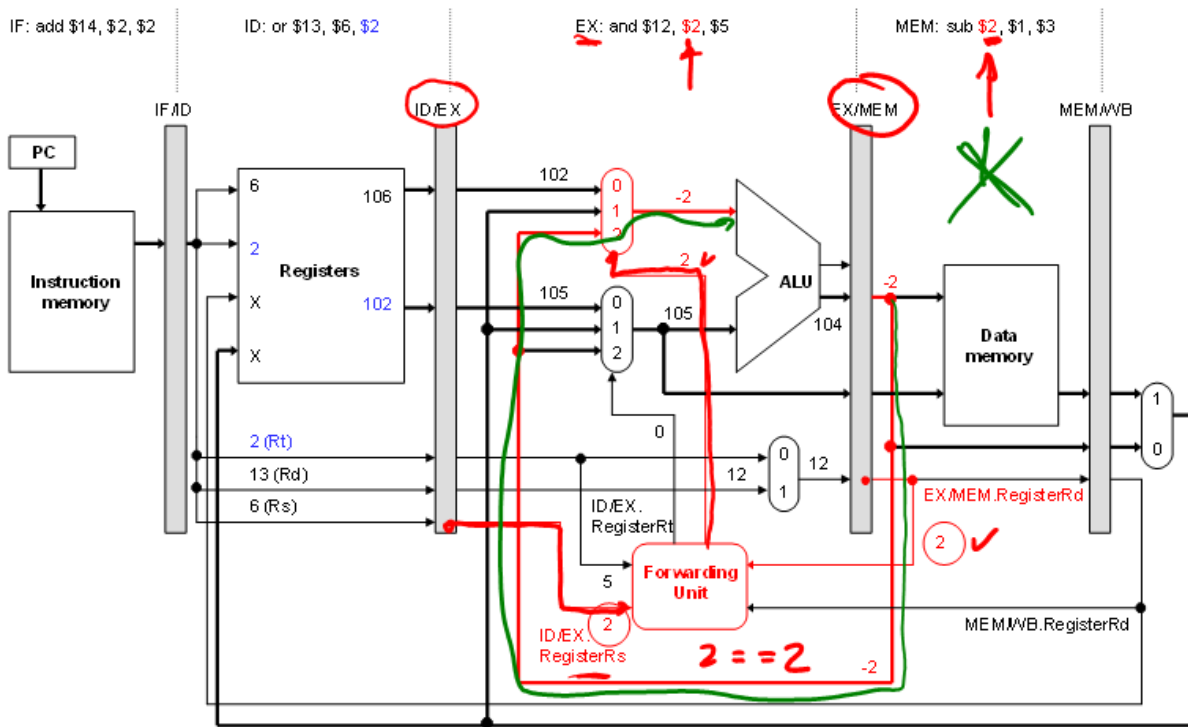 IF: add $14, $2, $2
ID: or $13, $6, $2
EX: and $12, $2, $5
MEM: sub $2, $1, $3
IF/ID
ID/EX
EX/MEM
MEM/WB
PC
Instruction
memory
6
2
X
X
Registers
106
102
102
0
1
2
-2
2
105
0
1
2
105
0
ALU
104
-2
Data
memory
1
0
2 (Rt)
13 (Rd)
6 (Rs)
12
0
1
12
EX/MEM.RegisterRd
2
ID/EX.
RegisterRt
5
Forwarding
Unit
2
ID/EX.
RegisterRs
MEM/WB.RegisterRd
2 = = 2
-2